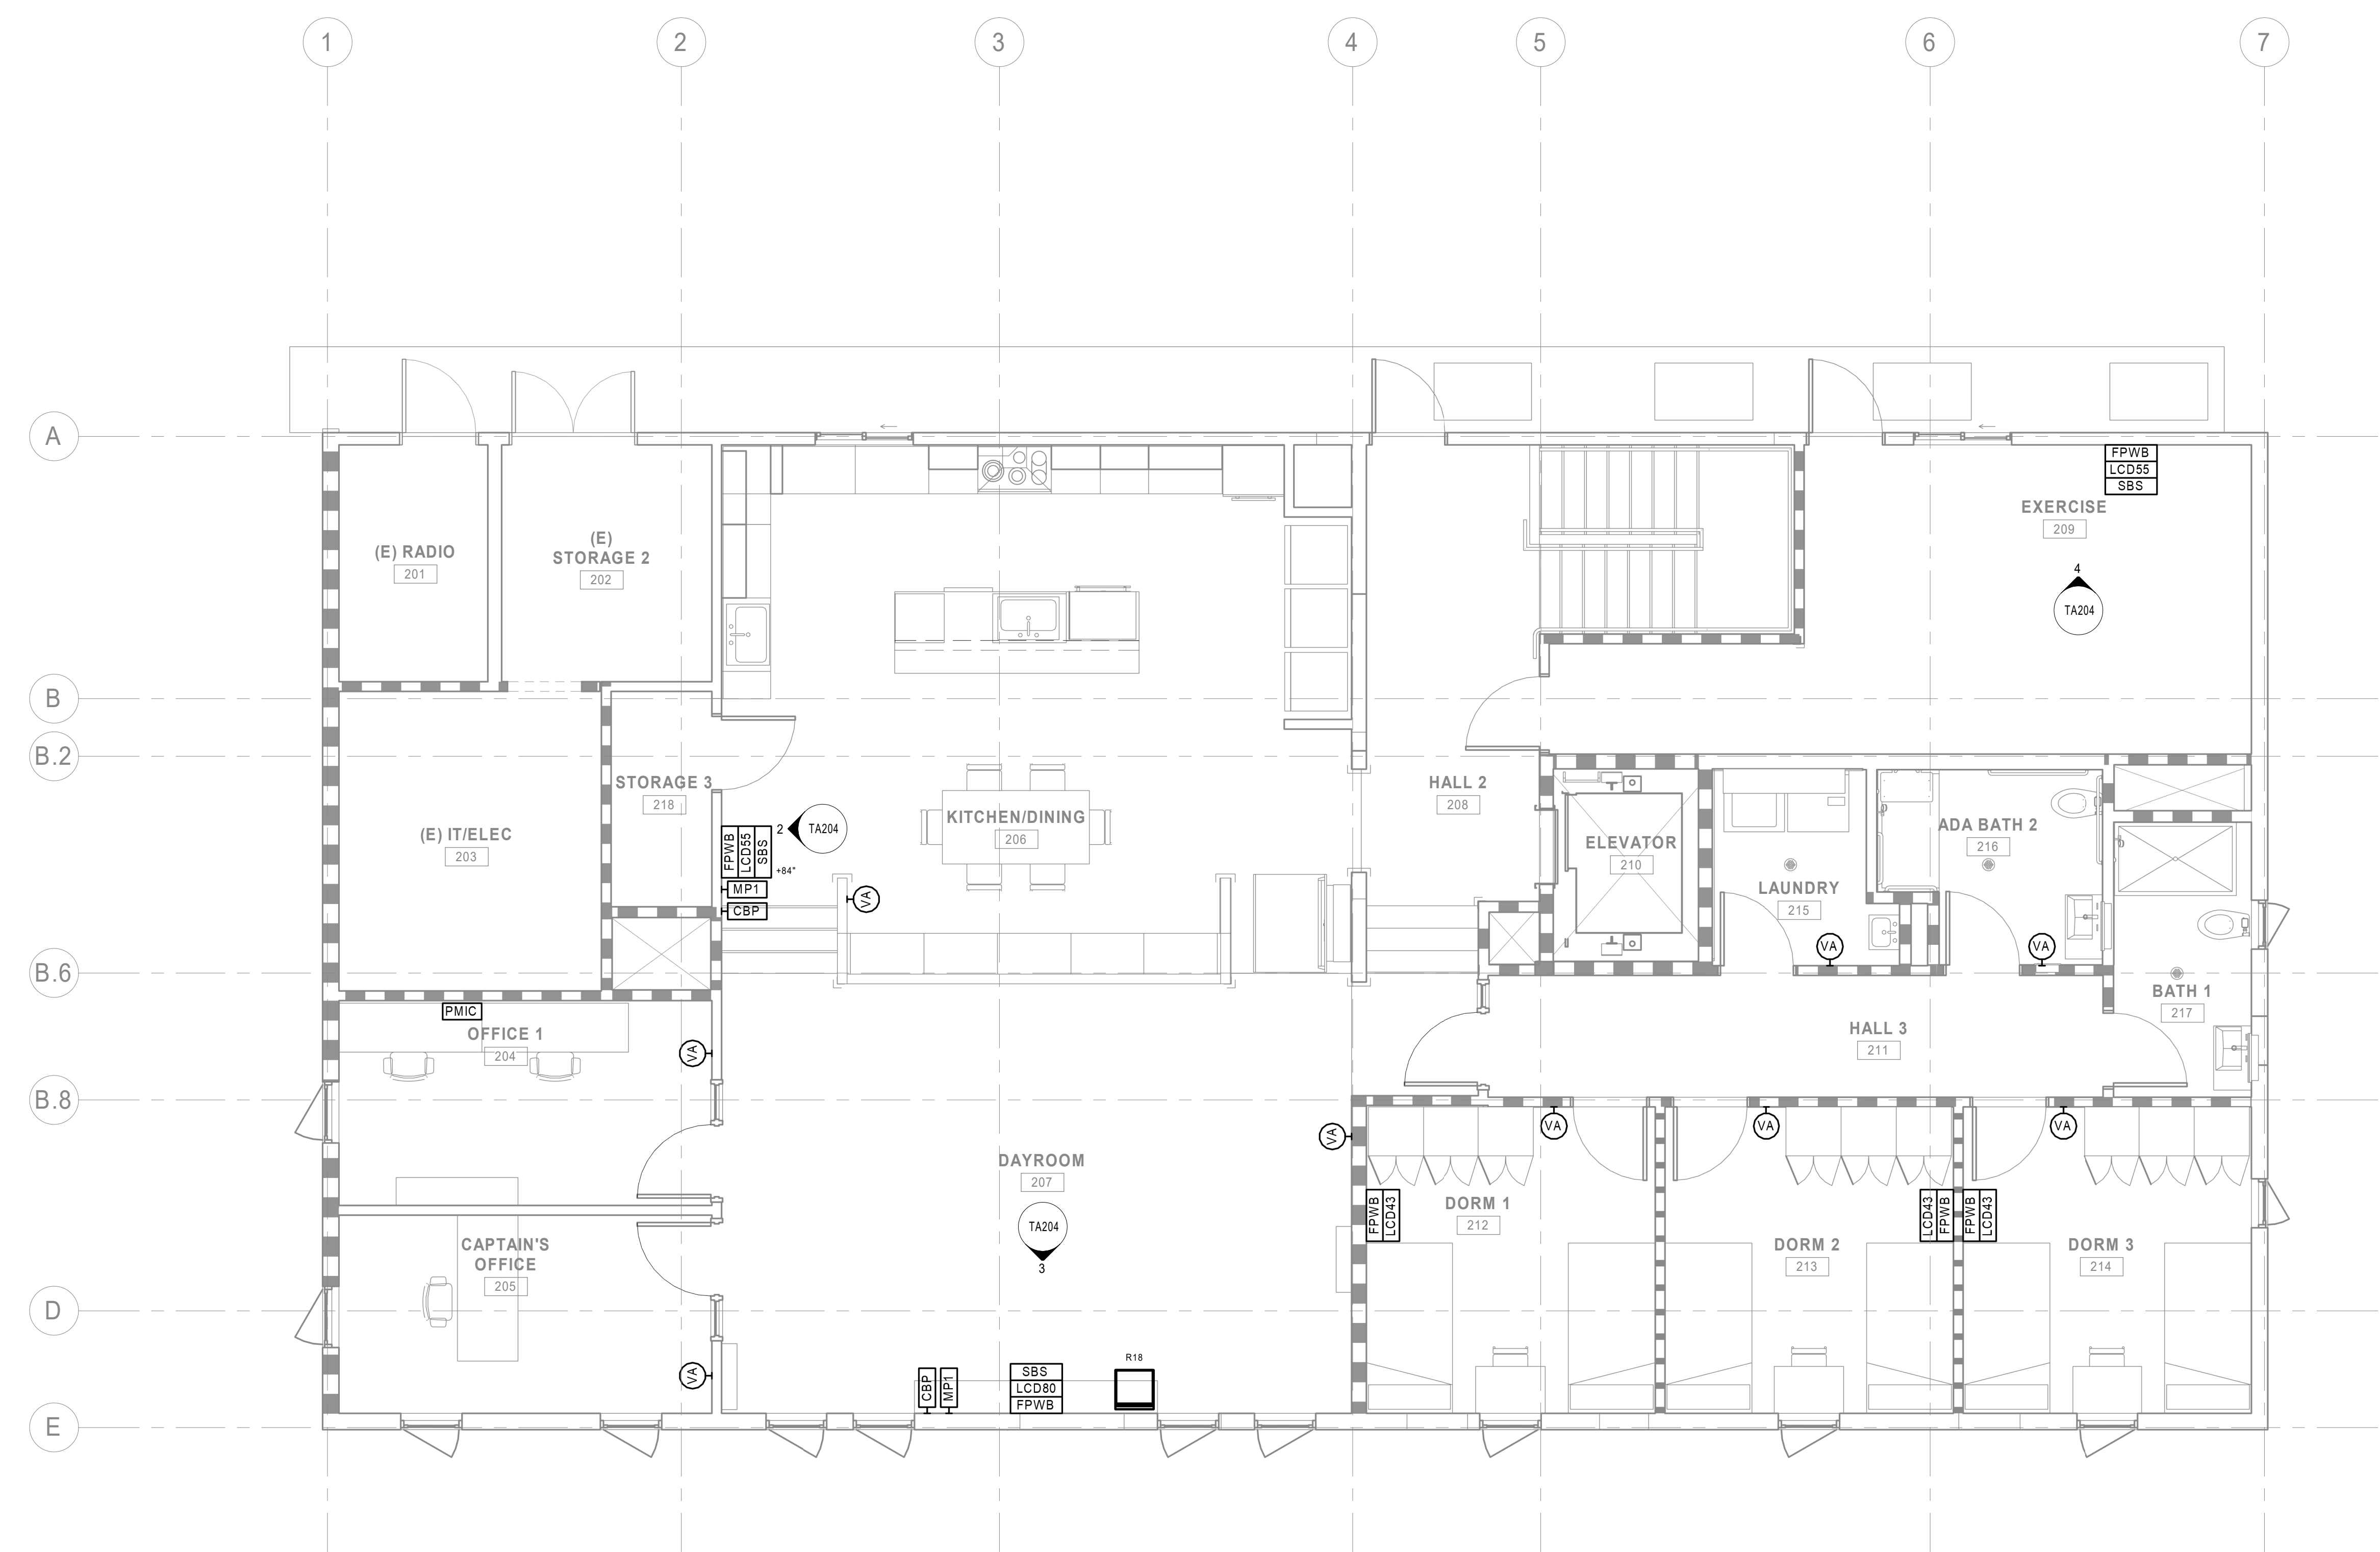 1
2
3
4
5
6
7
A
FPWB
LCD55
SBS
EXERCISE
209
(E) RADIO
201
(E)
STORAGE 2
202
4
TA204
B
B.2
STORAGE 3
218
HALL 2
208
KITCHEN/DINING
206
(E) IT/ELEC
203
FPWB
LCD55
SBS
+84"
2
TA204
MP1
CBP
VA
ELEVATOR
210
ADA BATH 2
216
LAUNDRY
215
VA
VA
B.6
BATH 1
217
PMIC
OFFICE 1
204
VA
HALL 3
211
B.8
VA
VA
VA
VA
DAYROOM
207
TA204
3
FPWB
LCD43
DORM 1
212
LCD43
FPWB
FPWB
LCD43
DORM 2
213
DORM 3
214
CAPTAIN'S
OFFICE
205
D
VA
CBP
MP1
SBS
LCD80
FPWB
R18
E